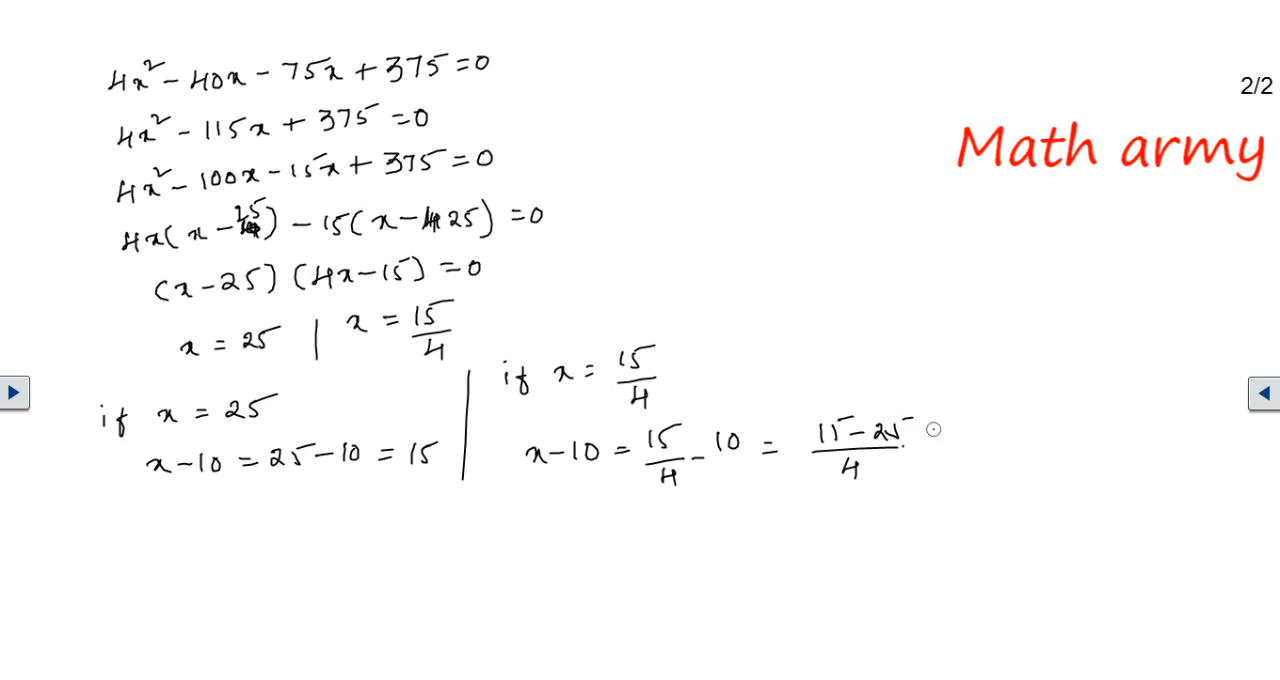 4x² - 40x - 75x + 375 = 0
2/2
4x² - 115x + 375 = 0
Math army
4x² - 100x - 15x + 375 = 0
4x(x - 25) - 15(x - 25) = 0
(x - 25) (4x - 15) = 0
x = 25 | x = 15/4
if x = 25
x - 10 = 25 - 10 = 15
if x = 15/4
x - 10 = 15/4 - 10 = (15 - 25)/4